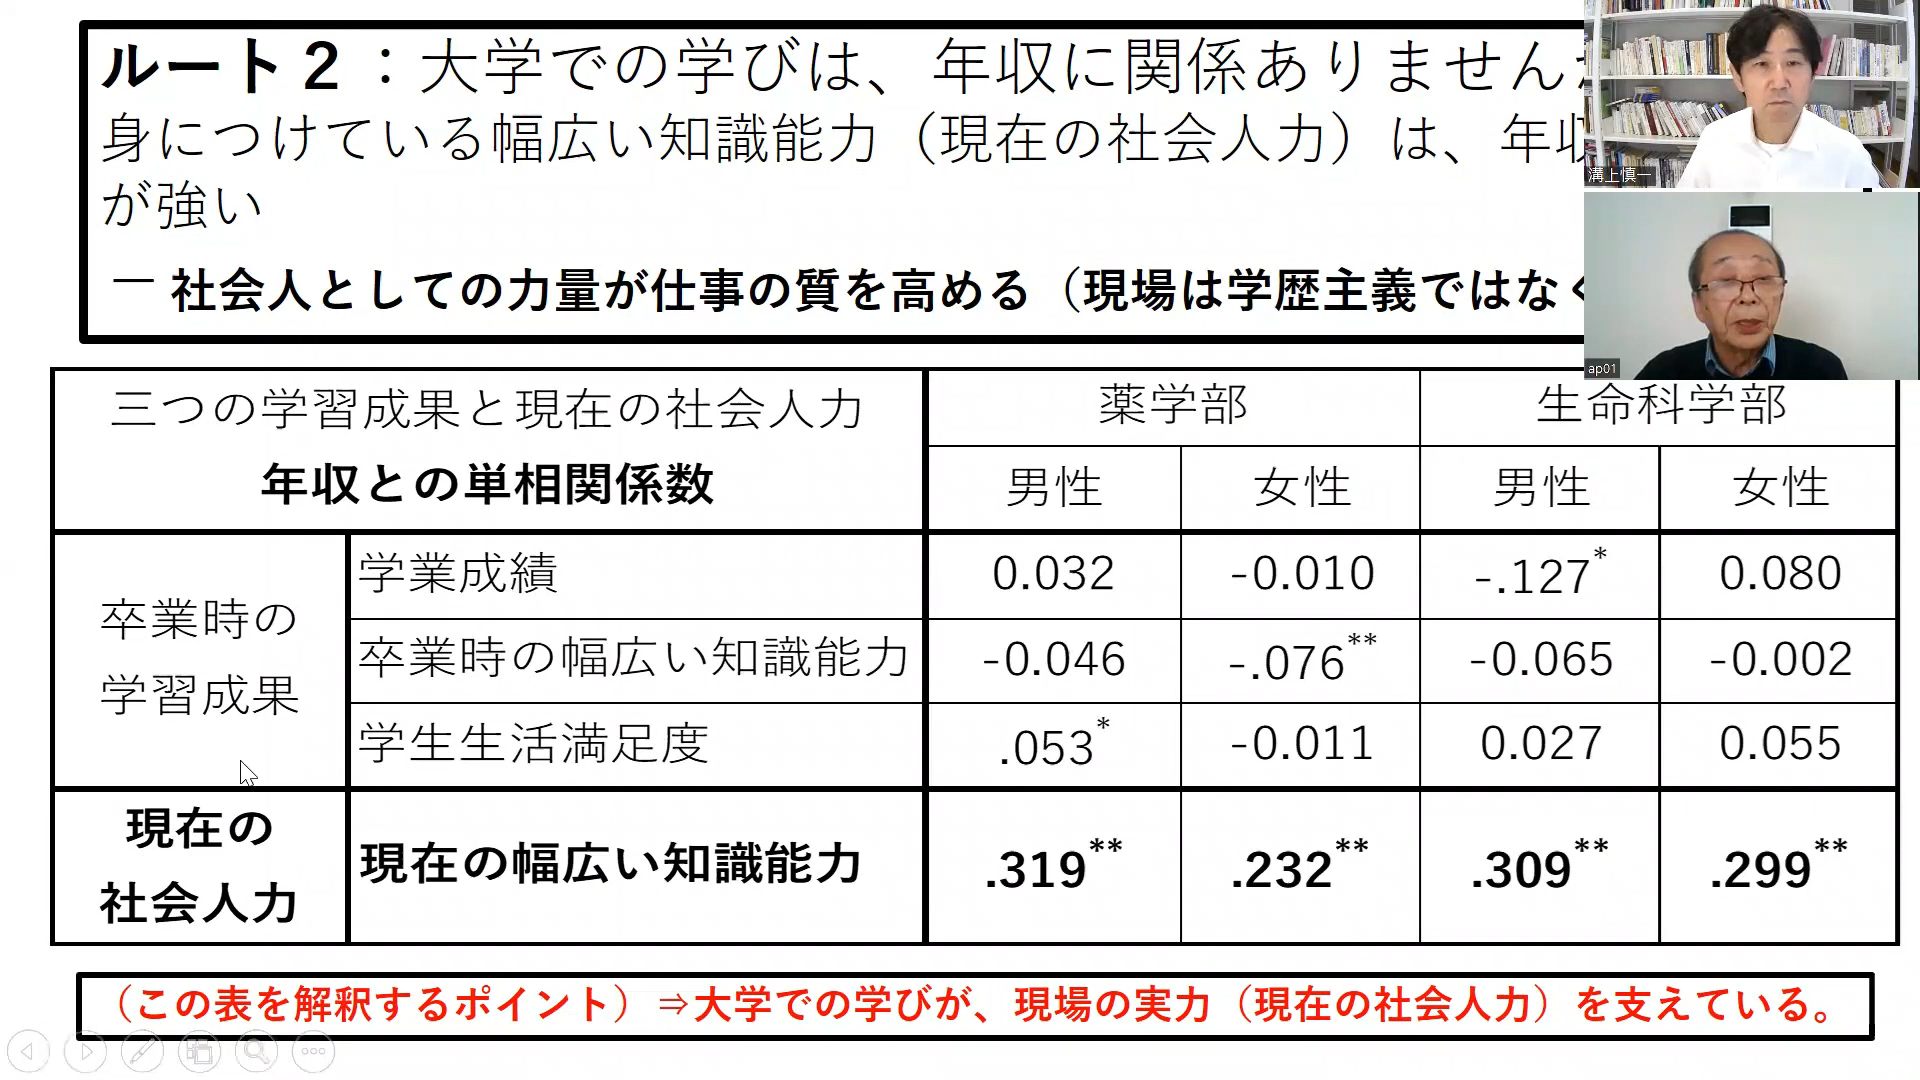 ルート２：大学での学びは、年収に関係ありません
身につけている幅広い知識能力（現在の社会人力）は、年収
が強い
― 社会人としての力量が仕事の質を高める（現場は学歴主義ではなく
溝上慎一
ap01
三つの学習成果と現在の社会人力
年収との単相関係数
薬学部
生命科学部
男性 女性 男性 女性
卒業時の
学習成果
学業成績 0.032 -0.010 -.127* 0.080
卒業時の幅広い知識能力 -0.046 -.076** -0.065 -0.002
学生生活満足度 .053* -0.011 0.027 0.055
現在の
社会人力
現在の幅広い知識能力 .319** .232** .309** .299**
（この表を解釈するポイント）⇒大学での学びが、現場の実力（現在の社会人力）を支えている。